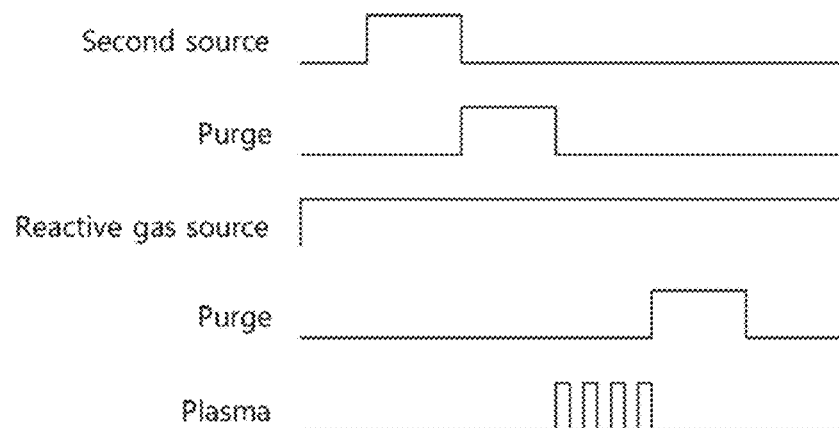 Second source
Purge
Reactive gas source
Purge
Plasma